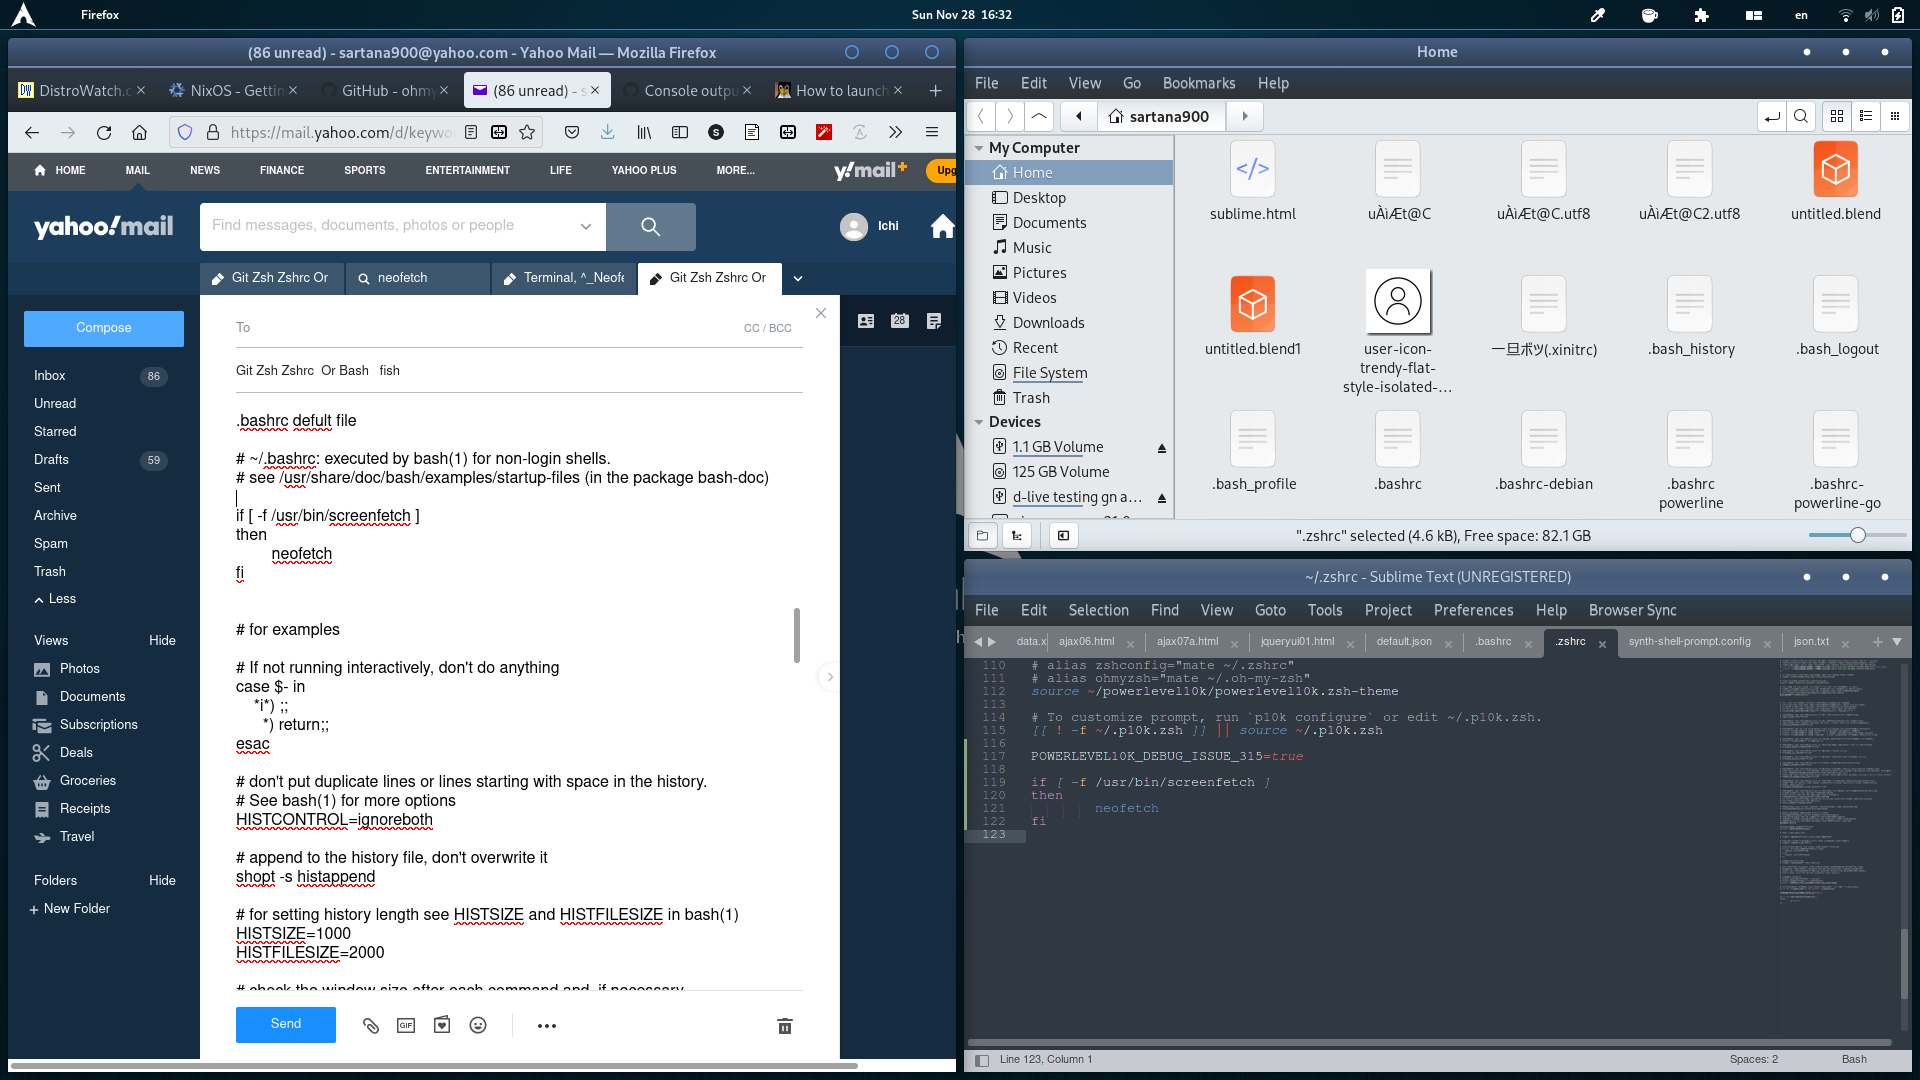 Firefox
Sun Nov 28 16:32
en
(86 unread) - sartana900@yahoo.com - Yahoo Mail — Mozilla Firefox
DistroWatch.c
NixOS - Gettin
GitHub - ohmy
(86 unread) - s
Console outpu
How to launch
https://mail.yahoo.com/d/keywo
HOME
MAIL
NEWS
FINANCE
SPORTS
ENTERTAINMENT
LIFE
YAHOO PLUS
MORE...
y!mail+
Upg
yahoo!mail
Find messages, documents, photos or people
Ichi
Git Zsh Zshrc Or
neofetch
Terminal, ^_Neofe
Git Zsh Zshrc Or
Compose
Inbox 86
Unread
Starred
Drafts 59
Sent
Archive
Spam
Trash
Less
Views Hide
Photos
Documents
Subscriptions
Deals
Groceries
Receipts
Travel
Folders Hide
+ New Folder
28
To
CC / BCC
Git Zsh Zshrc Or Bash fish
.bashrc defult file
# ~/.bashrc: executed by bash(1) for non-login shells.
# see /usr/share/doc/bash/examples/startup-files (in the package bash-doc)
if [ -f /usr/bin/screenfetch ]
then
neofetch
fi
# for examples
# If not running interactively, don't do anything
case $- in
*i*) ;;
*) return;;
esac
# don't put duplicate lines or lines starting with space in the history.
# See bash(1) for more options
HISTCONTROL=ignoreboth
# append to the history file, don't overwrite it
shopt -s histappend
# for setting history length see HISTSIZE and HISTFILESIZE in bash(1)
HISTSIZE=1000
HISTFILESIZE=2000
# check the window size after each command and, if necessary,
Send
GIF
Home
File Edit View Go Bookmarks Help
sartana900
My Computer
Home
Desktop
Documents
Music
Pictures
Videos
Downloads
Recent
File System
Trash
Devices
1.1 GB Volume
125 GB Volume
d-live testing gn a...
sublime.html
uÀìÆt@C
uÀìÆt@C.utf8
uÀìÆt@C2.utf8
untitled.blend
untitled.blend1
user-icon-
trendy-flat-
style-isolated-...
一旦ボツ(.xinitrc)
.bash_history
.bash_logout
.bash_profile
.bashrc
.bashrc-debian
.bashrc
powerline
.bashrc-
powerline-go
".zshrc" selected (4.6 kB), Free space: 82.1 GB
~/.zshrc - Sublime Text (UNREGISTERED)
File Edit Selection Find View Goto Tools Project Preferences Help Browser Sync
data.x
ajax06.html
ajax07a.html
jqueryui01.html
default.json
.bashrc
.zshrc
synth-shell-prompt.config
json.txt
110 # alias zshconfig="mate ~/.zshrc"
111 # alias ohmyzsh="mate ~/.oh-my-zsh"
112 source ~/powerlevel10k/powerlevel10k.zsh-theme
113
114 # To customize prompt, run `p10k configure` or edit ~/.p10k.zsh.
115 [[ ! -f ~/.p10k.zsh ]] || source ~/.p10k.zsh
116
117 POWERLEVEL10K_DEBUG_ISSUE_315=true
118
119 if [ -f /usr/bin/screenfetch ]
120 then
121 neofetch
122 fi
123
Line 123, Column 1
Spaces: 2
Bash